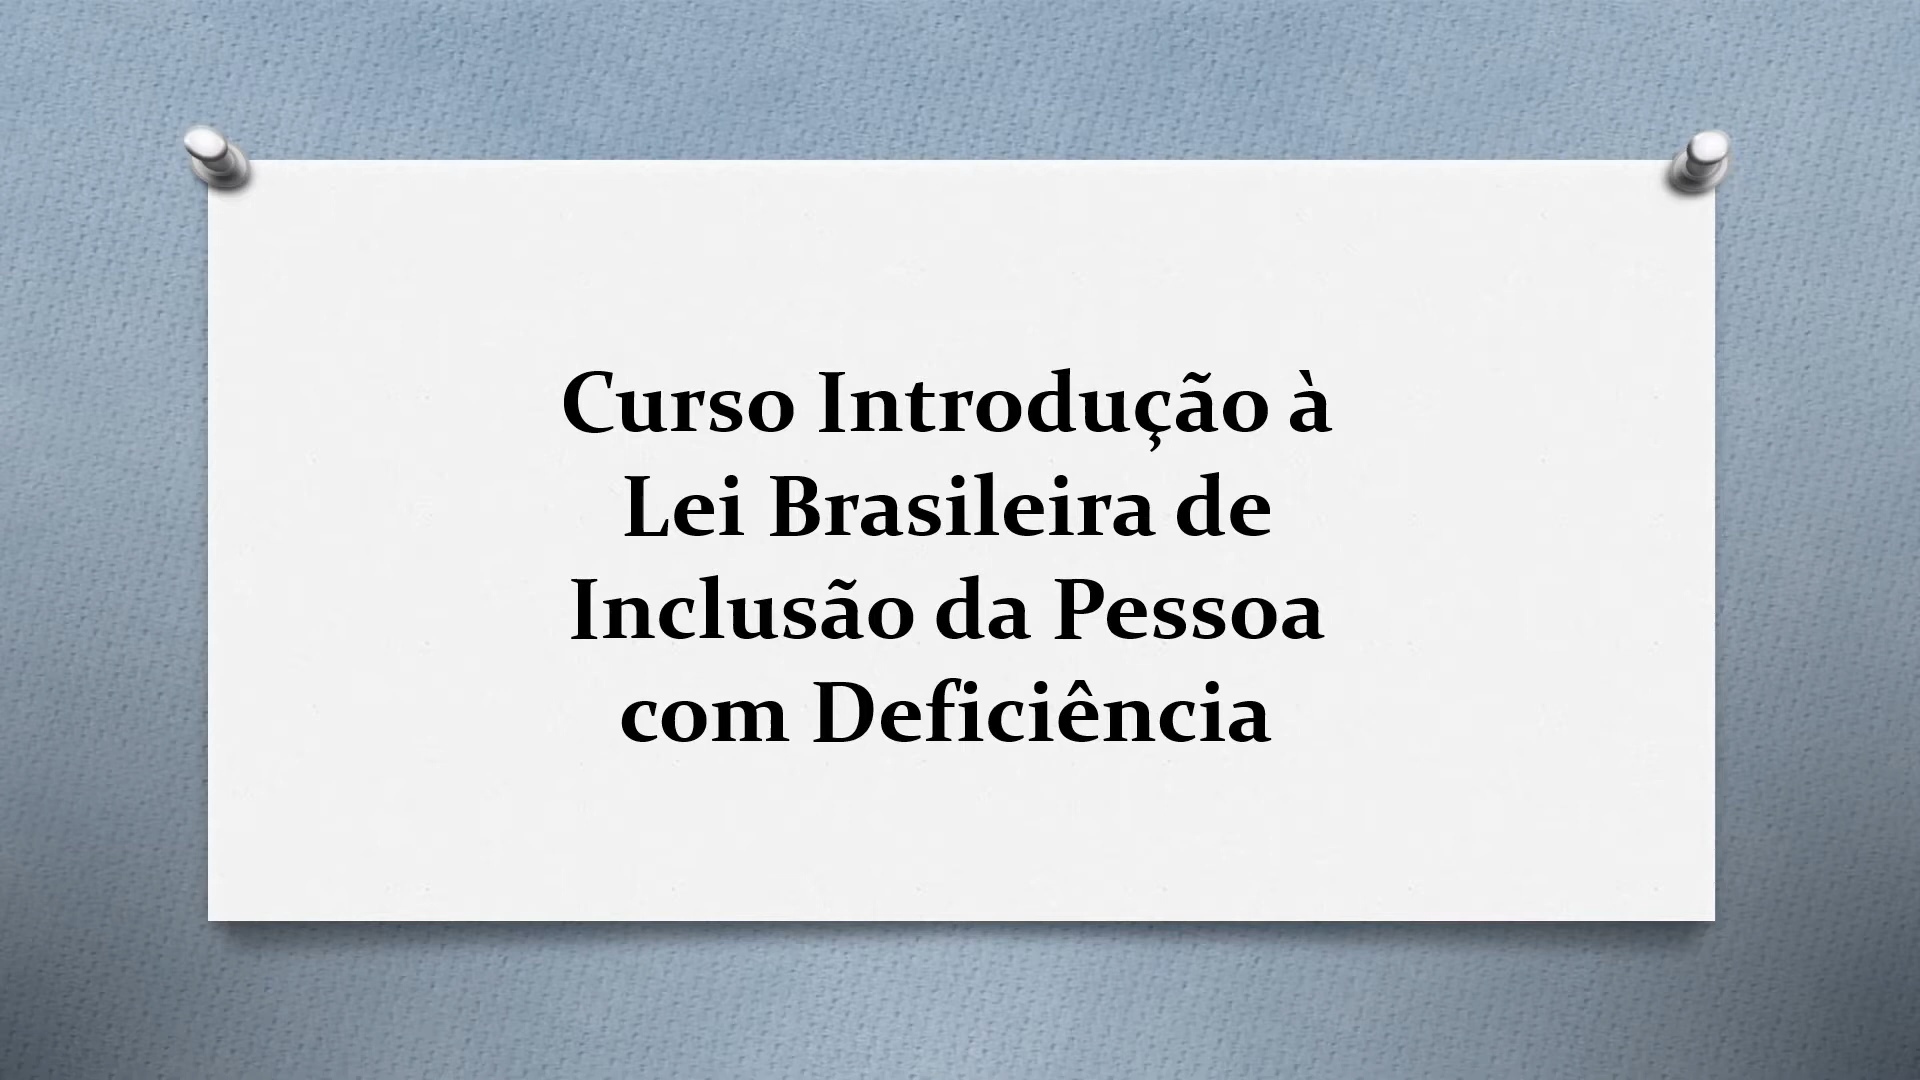 Curso Introdução à
Lei Brasileira de
Inclusão da Pessoa
com Deficiência